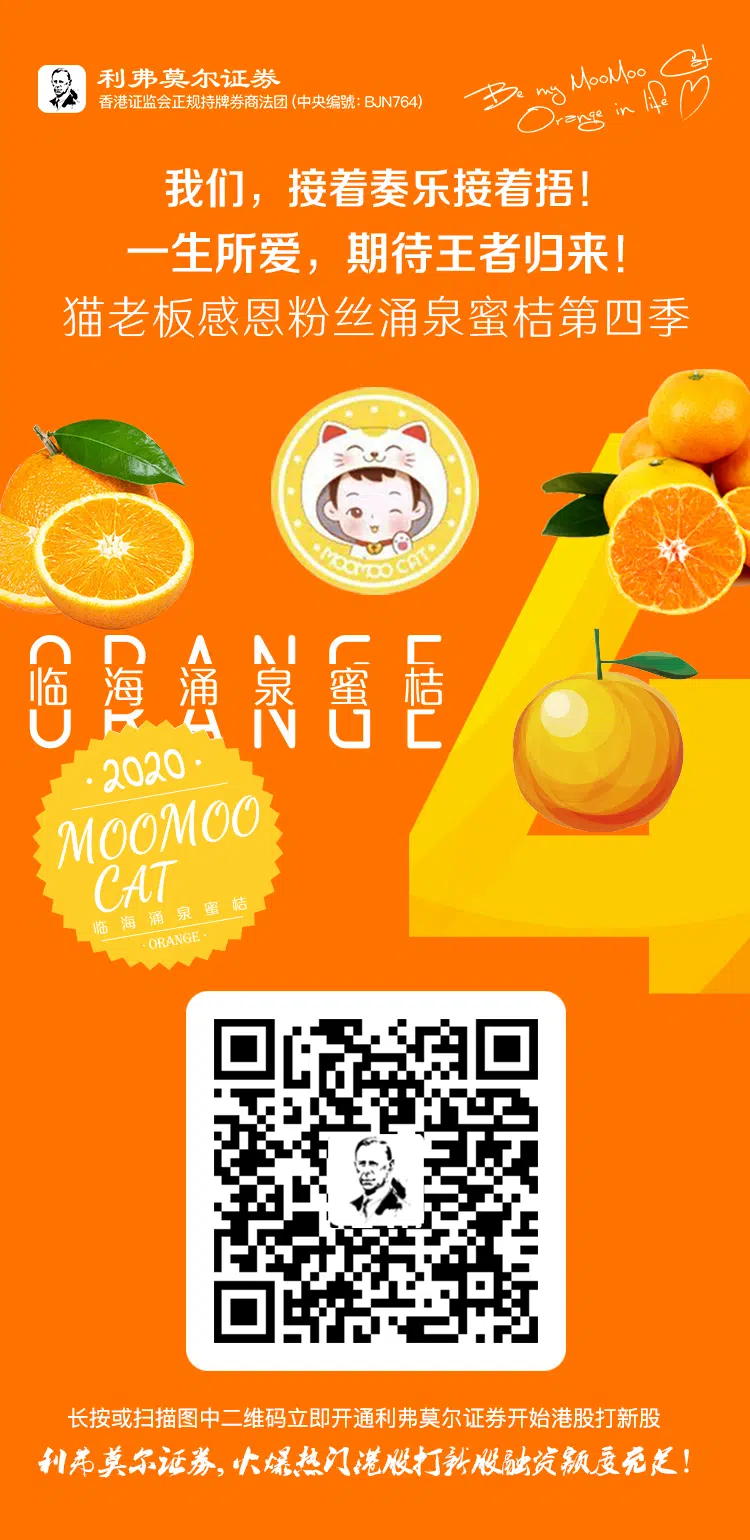 利弗莫尔证券
香港证监会正规持牌券商法团 (中央编號: BJN764)
Be my MooMoo Cat
Orange in life
我们，接着奏乐接着捂！
一生所爱，期待王者归来！
猫老板感恩粉丝涌泉蜜桔第四季
MOOMOO CAT
4
ORANGE
临海涌泉蜜桔
·2020·
MOOMOO
CAT
临海涌泉蜜桔
·ORANGE·
长按或扫描图中二维码立即开通利弗莫尔证券开始港股打新股
利弗莫尔证券,火爆热门港股打新股融资额度充足！